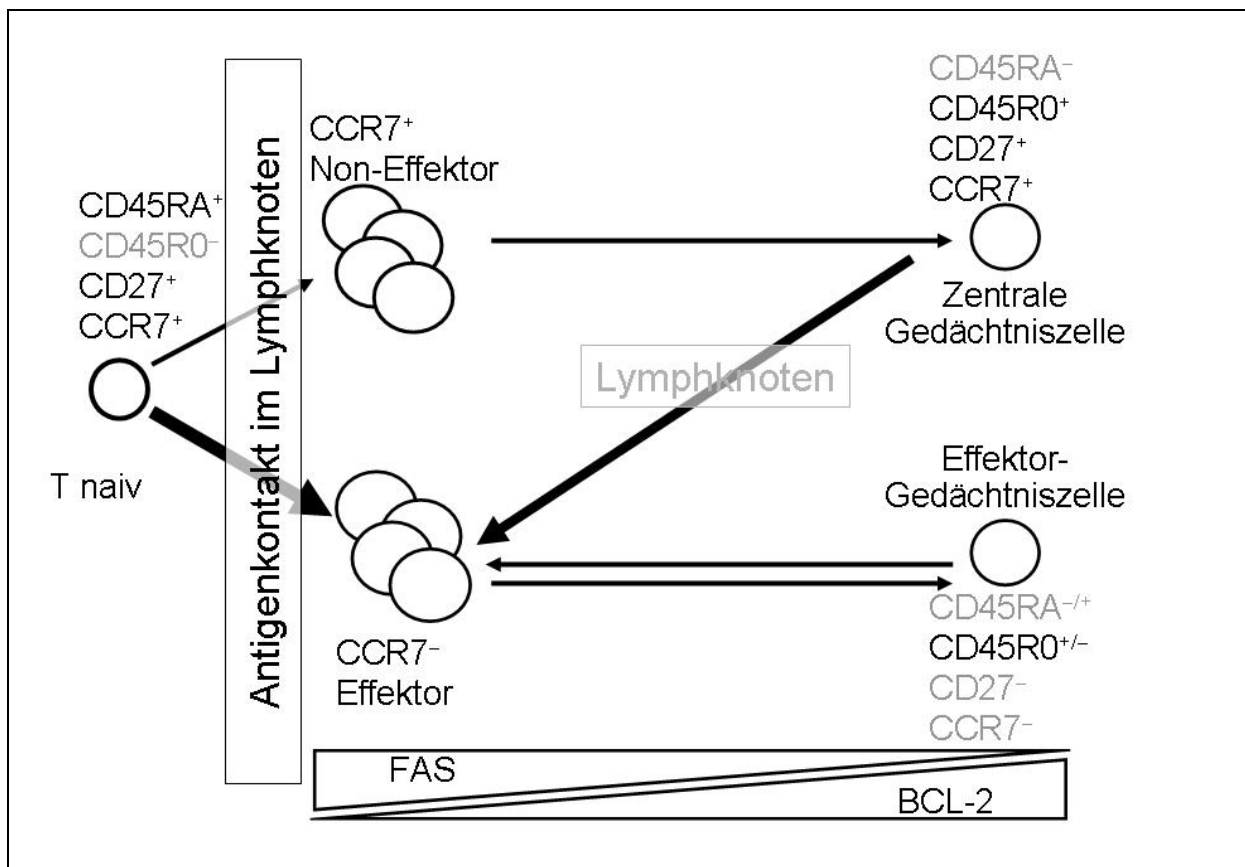 CD45RA⁺
CD45R0⁻
CD27⁺
CCR7⁺
T naiv
Antigenkontakt im Lymphknoten
CCR7⁺
Non-Effektor
CCR7⁻
Effektor
Lymphknoten
CD45RA⁻
CD45R0⁺
CD27⁺
CCR7⁺
Zentrale
Gedächtniszelle
Effektor-
Gedächtniszelle
CD45RA⁻/⁺
CD45R0⁺/⁻
CD27⁻
CCR7⁻
FAS
BCL-2